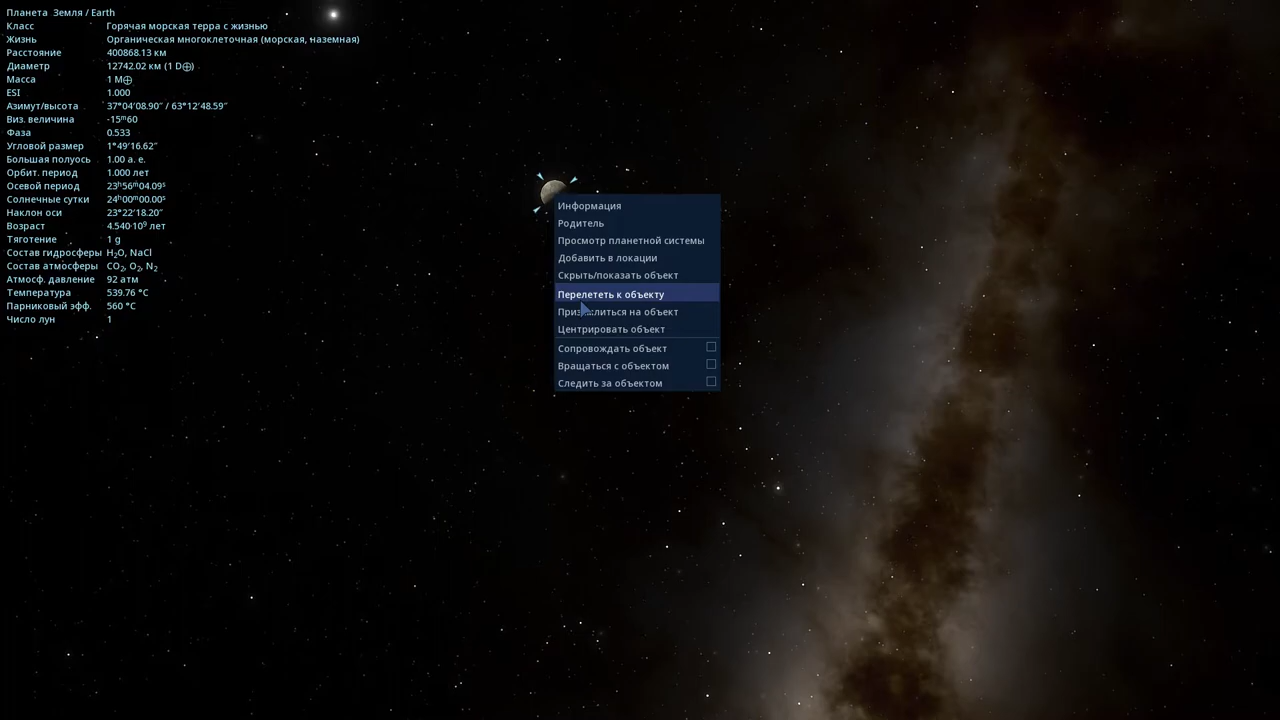 Планета Земля / Earth
Класс Горячая морская терра с жизнью
Жизнь Органическая многоклеточная (морская, наземная)
Расстояние 400868.13 км
Диаметр 12742.02 км (1 D⊕)
Масса 1 M⊕
ESI 1.000
Азимут/высота 37°04′08.90″ / 63°12′48.59″
Виз. величина -15ᵐ60
Фаза 0.533
Угловой размер 1°49′16.62″
Большая полуось 1.00 а. е.
Орбит. период 1.000 лет
Осевой период 23ʰ56ᵐ04.09ˢ
Солнечные сутки 24ʰ00ᵐ00.00ˢ
Наклон оси 23°22′18.20″
Возраст 4.540·10⁹ лет
Тяготение 1 g
Состав гидросферы H₂O, NaCl
Состав атмосферы CO₂, O₂, N₂
Атмосф. давление 92 атм
Температура 539.76 °C
Парниковый эфф. 560 °C
Число лун 1
Информация
Родитель
Просмотр планетной системы
Добавить в локации
Скрыть/показать объект
Перелететь к объекту
на объект
Центрировать объект
Сопровождать объект
Вращаться с объектом
Следить за объектом